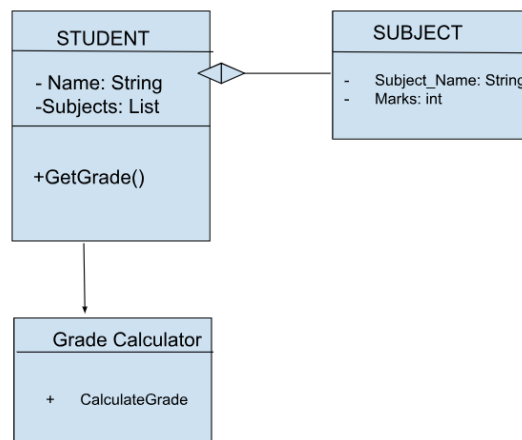 STUDENT
- Name: String
-Subjects: List
+GetGrade()
SUBJECT
- Subject_Name: String
- Marks: int
Grade Calculator
+ CalculateGrade